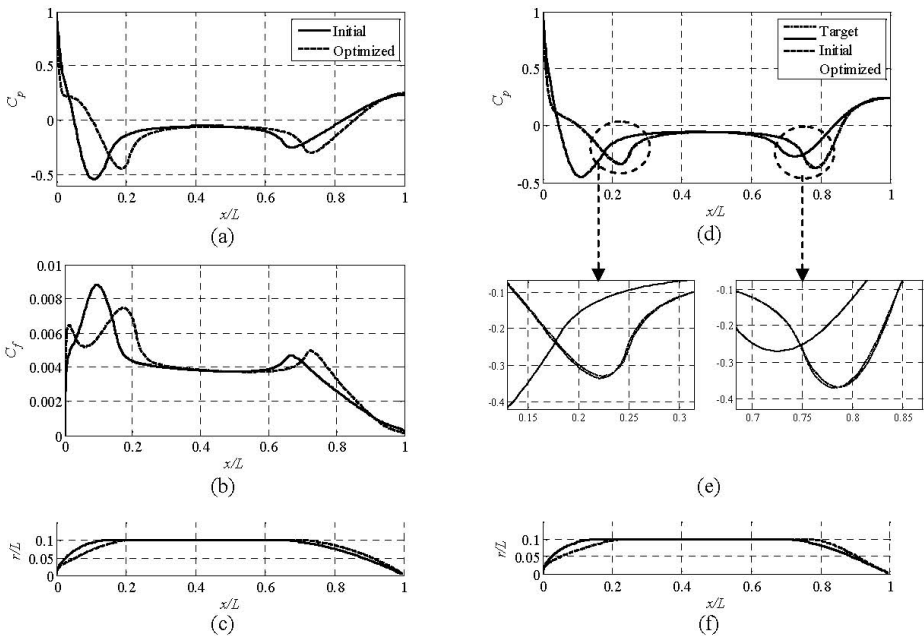 1
0.5
0
-0.5
C_p
Initial
Optimized
0 0.2 0.4 0.6 0.8 1
x/L
(a)
1
0.5
0
-0.5
C_p
Target
Initial
Optimized
0 0.2 0.4 0.6 0.8 1
x/L
(d)
0.01
0.008
0.006
0.004
0.002
0
C_f
0 0.2 0.4 0.6 0.8 1
x/L
(b)
-0.1
-0.2
-0.3
-0.4
0.15 0.2 0.25 0.3
-0.1
-0.2
-0.3
-0.4
0.7 0.75 0.8 0.85
(e)
0.1
0.05
0
r/L
0 0.2 0.4 0.6 0.8 1
x/L
(c)
0.1
0.05
0
r/L
0 0.2 0.4 0.6 0.8 1
x/L
(f)